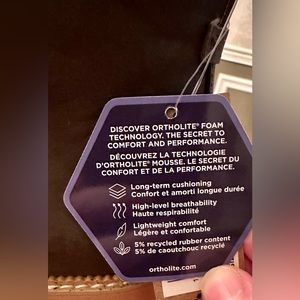 DISCOVER ORTHOLITE® FOAM
TECHNOLOGY. THE SECRET TO
COMFORT AND PERFORMANCE.
DÉCOUVREZ LA TECHNOLOGIE
D'ORTHOLITE® MOUSSE. LE SECRET DU
CONFORT ET DE LA PERFORMANCE.
Long-term cushioning
Confort et amorti longue durée
High-level breathability
Haute respirabilité
Lightweight comfort
Légère et confortable
5% recycled rubber content
5% de caoutchouc recyclé
ortholite.com